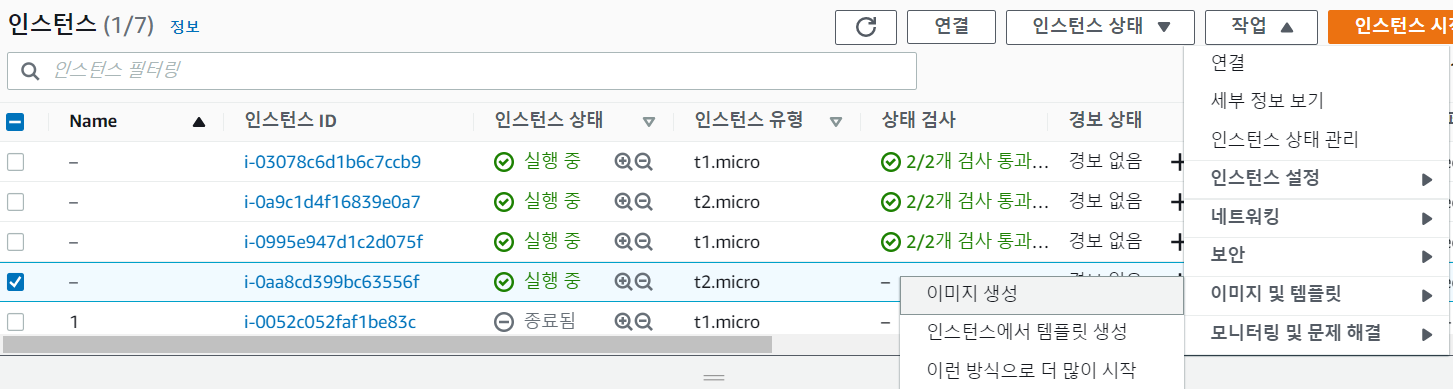 인스턴스 (1/7) 정보
연결 인스턴스 상태 작업 인스턴스
인스턴스 필터링
연결
세부 정보 보기
인스턴스 상태 관리
인스턴스 설정
네트워킹
보안
이미지 및 템플릿
모니터링 및 문제 해결
Name 인스턴스 ID 인스턴스 상태 인스턴스 유형 상태 검사 경보 상태
– i-03078c6d1b6c7ccb9 실행 중 t1.micro 2/2개 검사 통과... 경보 없음 +
– i-0a9c1d4f16839e0a7 실행 중 t2.micro 2/2개 검사 통과... 경보 없음 +
– i-0995e947d1c2d075f 실행 중 t1.micro 2/2개 검사 통과... 경보 없음 +
– i-0aa8cd399bc63556f 실행 중 t2.micro –
1 i-0052c052faf1be83c 종료됨 t1.micro –
이미지 생성
인스턴스에서 템플릿 생성
이런 방식으로 더 많이 시작